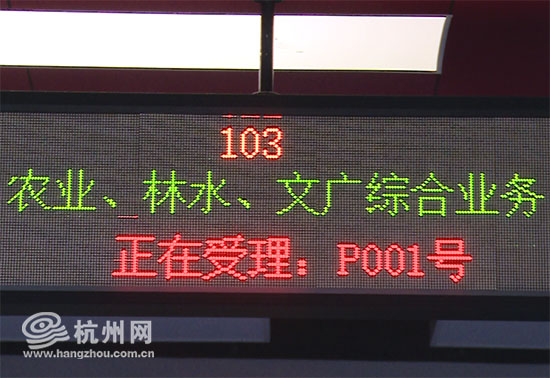 103
农业、林水、文广综合业务
正在受理：P001号
杭州网
www.hangzhou.com.cn